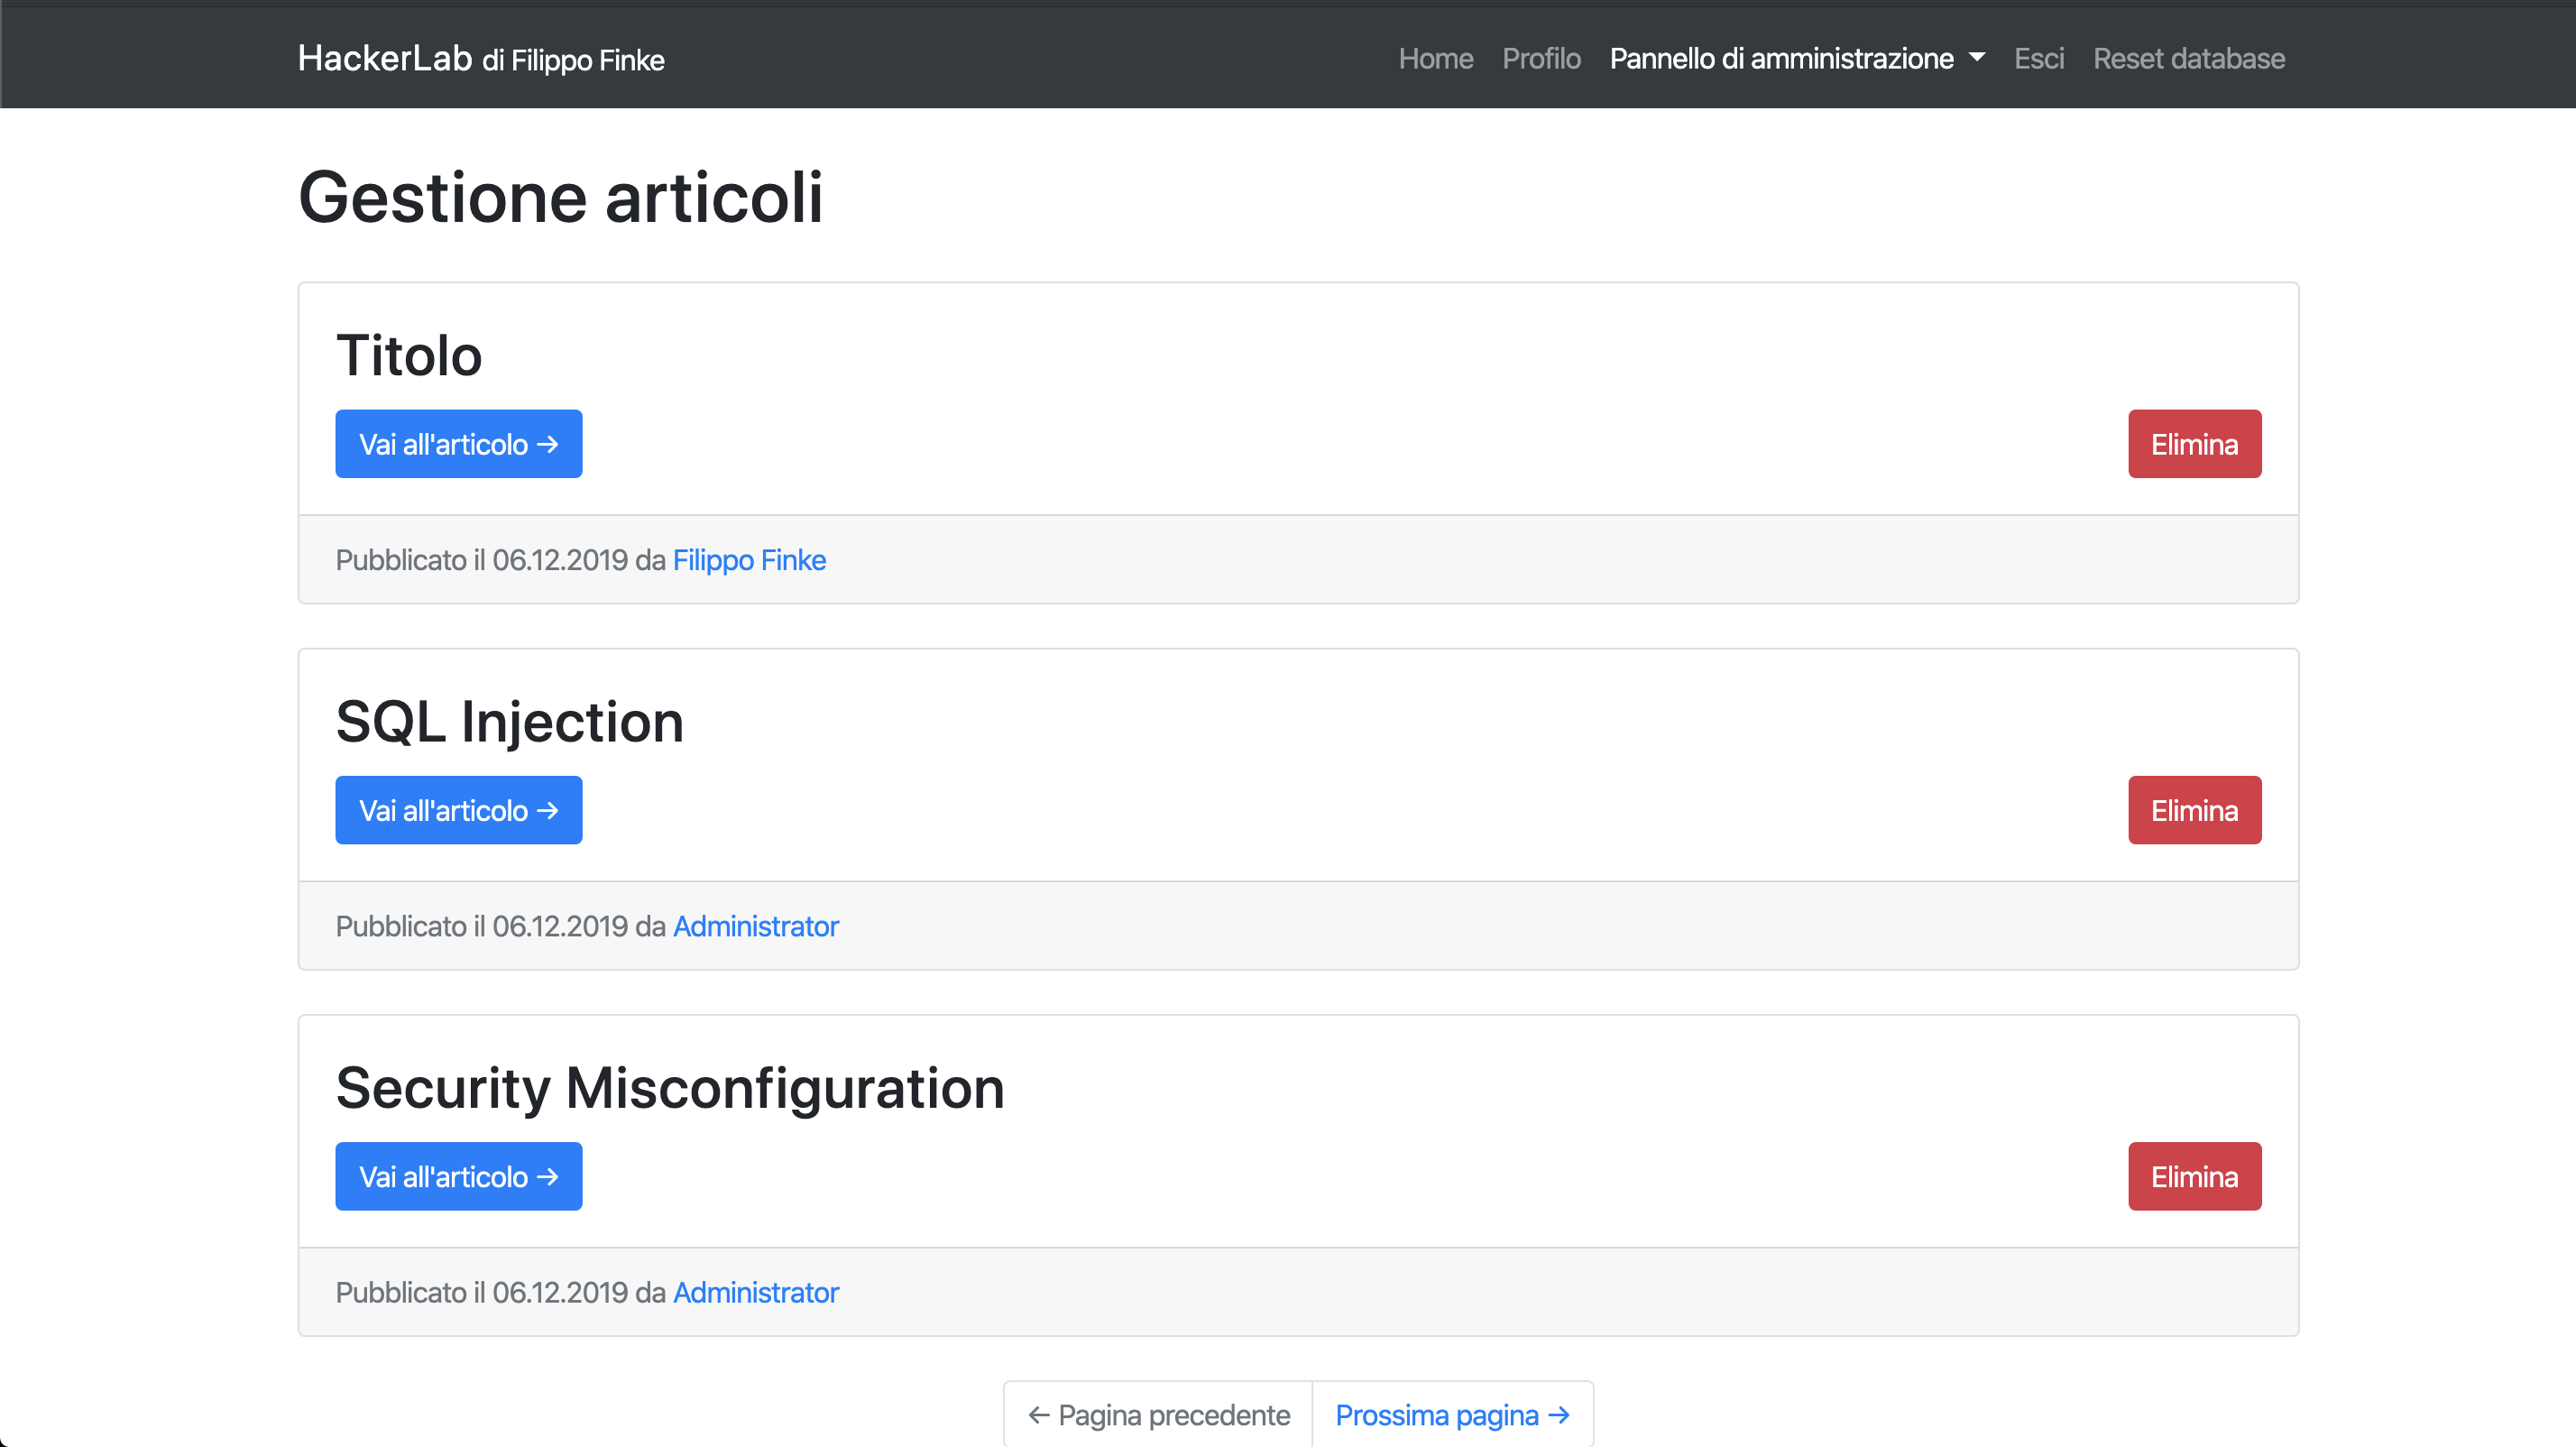 HackerLab di Filippo Finke Home Profilo Pannello di amministrazione Esci Reset database
Gestione articoli
Titolo
Vai all'articolo → Elimina
Pubblicato il 06.12.2019 da Filippo Finke
SQL Injection
Vai all'articolo → Elimina
Pubblicato il 06.12.2019 da Administrator
Security Misconfiguration
Vai all'articolo → Elimina
Pubblicato il 06.12.2019 da Administrator
← Pagina precedente Prossima pagina →